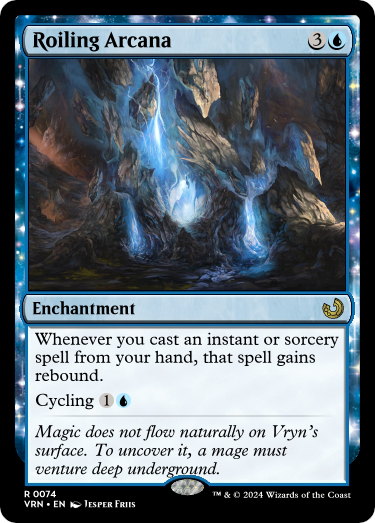 Roiling Arcana 3
Enchantment
Whenever you cast an instant or sorcery
spell from your hand, that spell gains
rebound.
Cycling 1
Magic does not flow naturally on Vryn's
surface. To uncover it, a mage must
venture deep underground.
R 0074
VRN • EN Jesper Friis
™ & © 2024 Wizards of the Coast